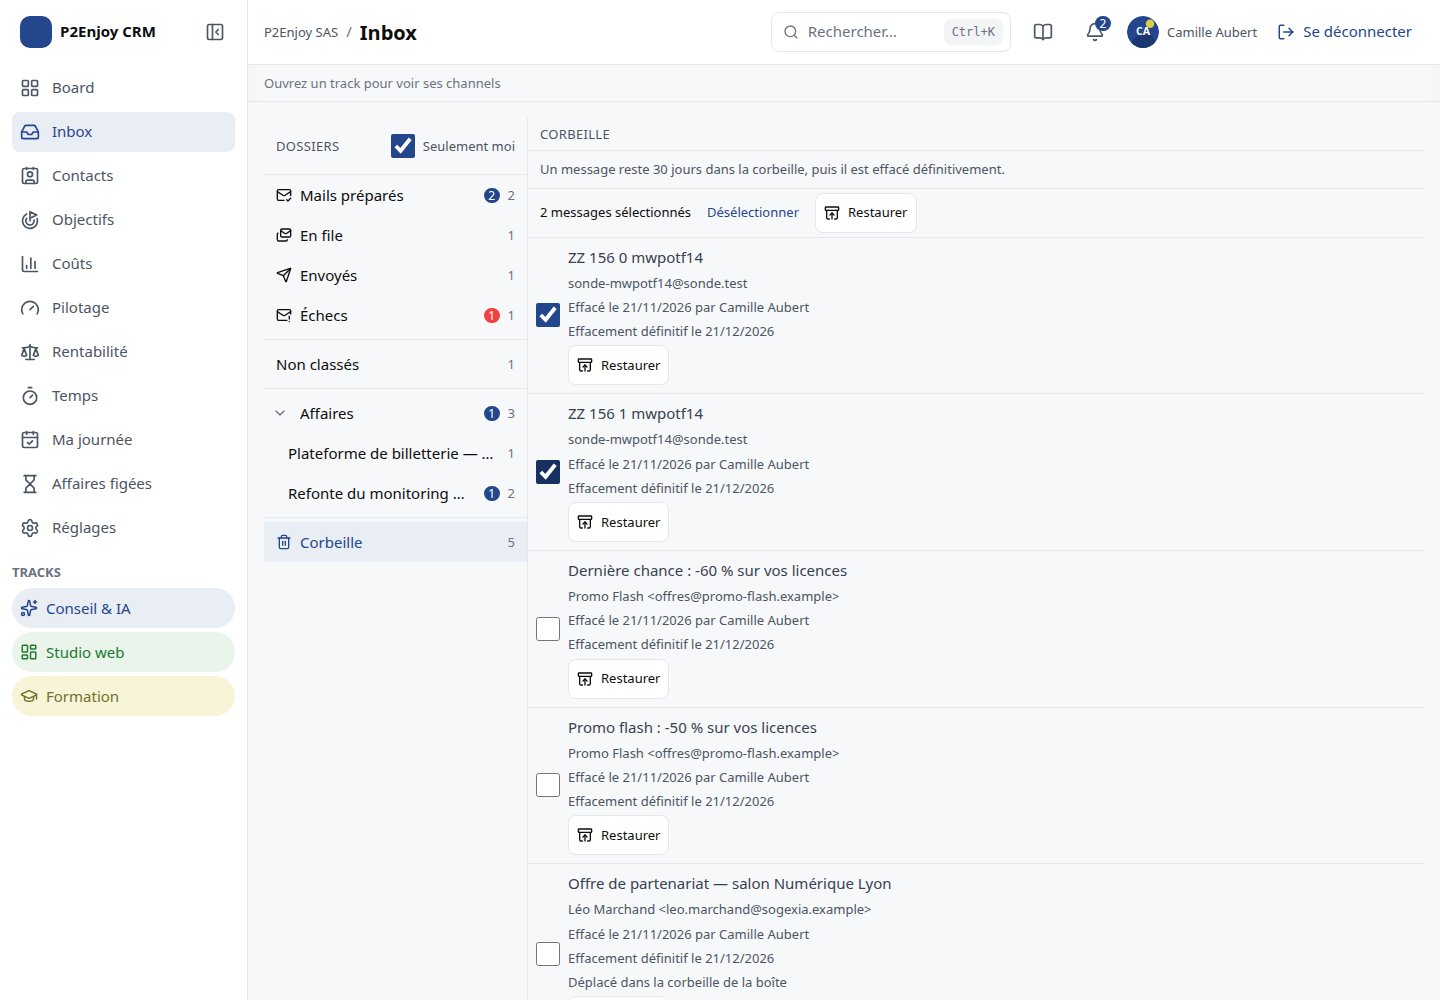 P2Enjoy CRM
Board
Inbox
Contacts
Objectifs
Coûts
Pilotage
Rentabilité
Temps
Ma journée
Affaires figées
Réglages
TRACKS
Conseil & IA
Studio web
Formation
P2Enjoy SAS / Inbox
Rechercher... Ctrl+K
2
CA Camille Aubert
Se déconnecter
Ouvrez un track pour voir ses channels
DOSSIERS Seulement moi
Mails préparés 2 2
En file 1
Envoyés 1
Échecs 1 1
Non classés 1
Affaires 1 3
Plateforme de billetterie — ... 1
Refonte du monitoring ... 1 2
Corbeille 5
CORBEILLE
Un message reste 30 jours dans la corbeille, puis il est effacé définitivement.
2 messages sélectionnés Désélectionner Restaurer
ZZ 156 0 mwpotf14
sonde-mwpotf14@sonde.test
Effacé le 21/11/2026 par Camille Aubert
Effacement définitif le 21/12/2026
Restaurer
ZZ 156 1 mwpotf14
sonde-mwpotf14@sonde.test
Effacé le 21/11/2026 par Camille Aubert
Effacement définitif le 21/12/2026
Restaurer
Dernière chance : -60 % sur vos licences
Promo Flash <offres@promo-flash.example>
Effacé le 21/11/2026 par Camille Aubert
Effacement définitif le 21/12/2026
Restaurer
Promo flash : -50 % sur vos licences
Promo Flash <offres@promo-flash.example>
Effacé le 21/11/2026 par Camille Aubert
Effacement définitif le 21/12/2026
Restaurer
Offre de partenariat — salon Numérique Lyon
Léo Marchand <leo.marchand@sogexia.example>
Effacé le 21/11/2026 par Camille Aubert
Effacement définitif le 21/12/2026
Déplacé dans la corbeille de la boîte